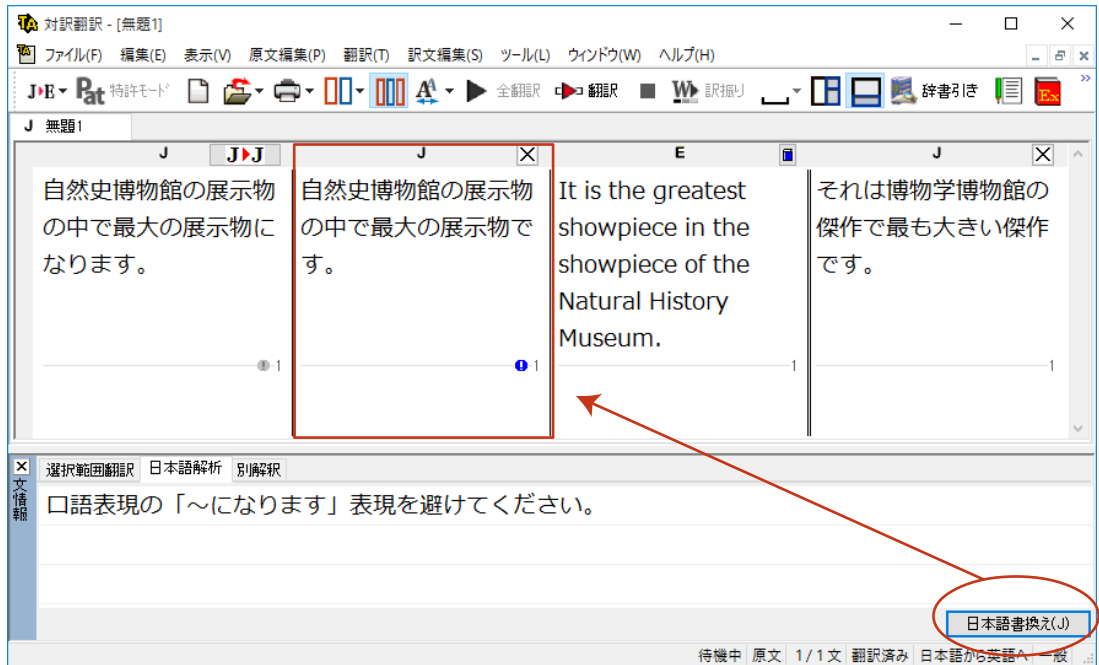 対訳翻訳 - [無題1]
ファイル(F) 編集(E) 表示(V) 原文編集(P) 翻訳(T) 訳文編集(S) ツール(L) ウィンドウ(W) ヘルプ(H)
J▶E Pat 特許モード 全翻訳 翻訳 W 訳振り 辞書引き Ex
J 無題1
J J▶J
自然史博物館の展示物
の中で最大の展示物に
なります。
1
J
自然史博物館の展示物
の中で最大の展示物で
す。
1
E
It is the greatest
showpiece in the
showpiece of the
Natural History
Museum.
1
J
それは博物学博物館の
傑作で最も大きい傑作
です。
1
文情報
選択範囲翻訳 日本語解析 別解釈
口語表現の「～になります」表現を避けてください。
日本語書換え(J)
待機中 原文 1/1文 翻訳済み 日本語から英語へ 一般